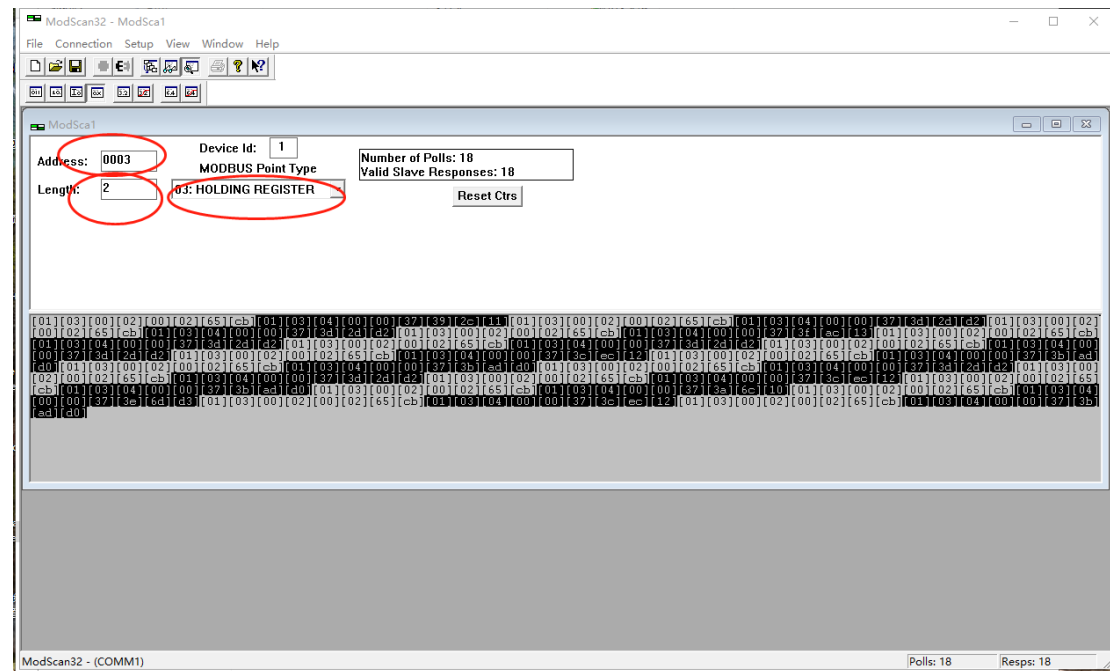 ModScan32 - ModSca1
File Connection Setup View Window Help
ModSca1
Address: 0003
Device Id: 1
MODBUS Point Type
Length: 2
03: HOLDING REGISTER
Number of Polls: 18
Valid Slave Responses: 18
Reset Ctrs
[01][03][00][02][00][02][65][cb][01][03][04][00][00][37][39][2c][11][01][03][00][02][00][02][65][cb][01][03][04][00][00][37][3d][2d][d2][01][03][00][02]
[00][02][65][cb][01][03][04][00][00][37][3d][2d][d2][01][03][00][02][00][02][65][cb][01][03][04][00][00][37][3f][ac][13][01][03][00][02][00][02][65][cb]
[01][03][04][00][00][37][3d][2d][d2][01][03][00][02][00][02][65][cb][01][03][04][00][00][37][3d][2d][d2][01][03][00][02][00][02][65][cb][01][03][04][00]
[00][37][3d][2d][d2][01][03][00][02][00][02][65][cb][01][03][04][00][00][37][3c][ec][12][01][03][00][02][00][02][65][cb][01][03][04][00][00][37][3b][ad]
[d0][01][03][00][02][00][02][65][cb][01][03][04][00][00][37][3b][ad][d0][01][03][00][02][00][02][65][cb][01][03][04][00][00][37][3d][2d][d2][01][03][00]
[02][00][02][65][cb][01][03][04][00][00][37][3d][2d][d2][01][03][00][02][00][02][65][cb][01][03][04][00][00][37][3c][ec][12][01][03][00][02][00][02][65]
[cb][01][03][04][00][00][37][3b][ad][d0][01][03][00][02][00][02][65][cb][01][03][04][00][00][37][3a][6c][10][01][03][00][02][00][02][65][cb][01][03][04]
[00][00][37][3e][6d][d3][01][03][00][02][00][02][65][cb][01][03][04][00][00][37][3c][ec][12][01][03][00][02][00][02][65][cb][01][03][04][00][00][37][3b]
[ad][d0]
ModScan32 - (COMM1)
Polls: 18
Resps: 18